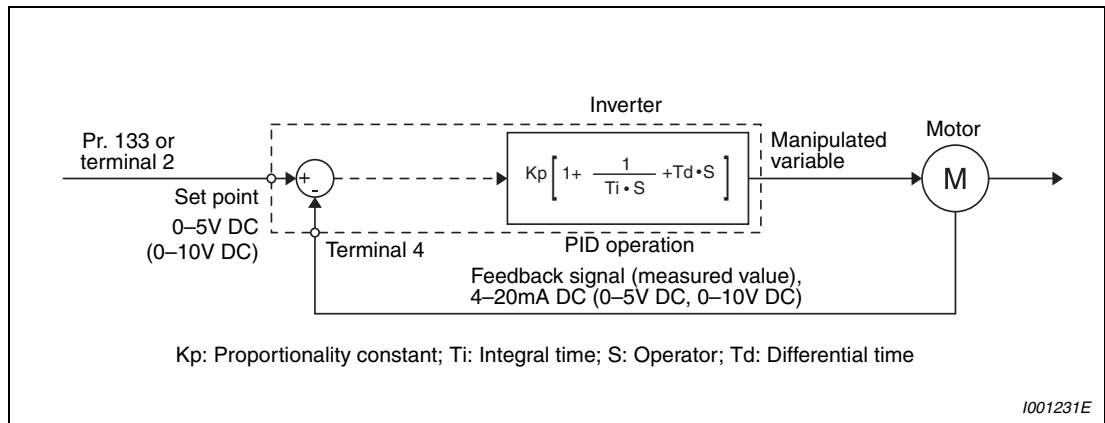 Inverter
Pr. 133 or
terminal 2
Set point
0–5V DC
(0–10V DC)
+
-
Terminal 4
Kp[1+ 1/Ti•S +Td•S]
PID operation
Manipulated
variable
Motor
M
Feedback signal (measured value),
4–20mA DC (0–5V DC, 0–10V DC)
Kp: Proportionality constant; Ti: Integral time; S: Operator; Td: Differential time
I001231E